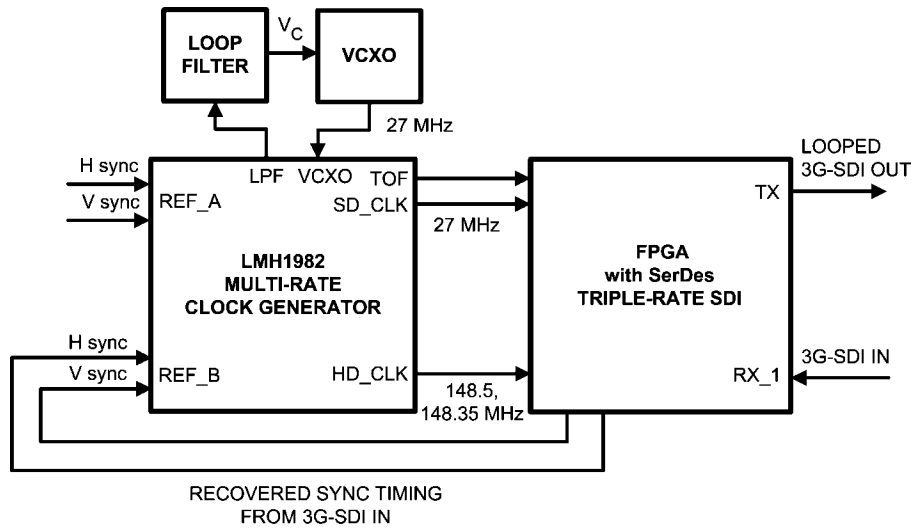 LOOP
FILTER
V_C
VCXO
27 MHz
H sync
V sync
REF_A
LPF
VCXO
TOF
SD_CLK
27 MHz
LMH1982
MULTI-RATE
CLOCK GENERATOR
H sync
V sync
REF_B
HD_CLK
148.5,
148.35 MHz
FPGA
with SerDes
TRIPLE-RATE SDI
TX
LOOPED
3G-SDI OUT
RX_1
3G-SDI IN
RECOVERED SYNC TIMING
FROM 3G-SDI IN